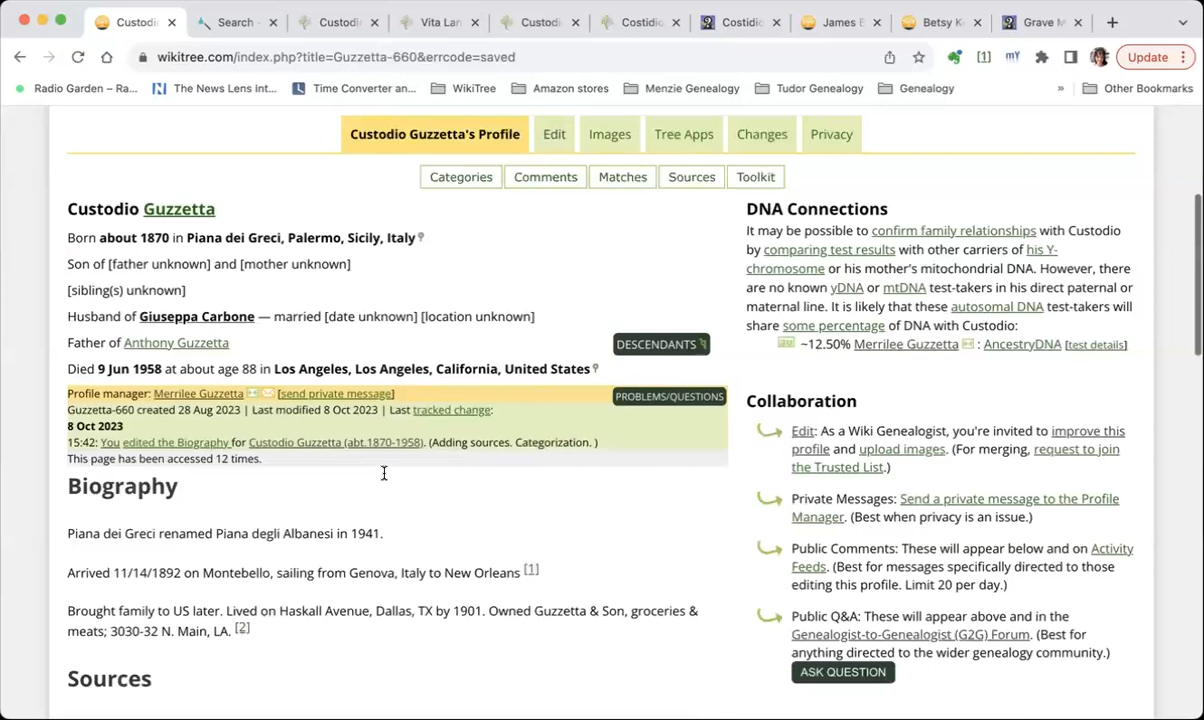 Custodi
Search -
Custodi
Vita Lan
Custodi
Costidio
Costidio
James E
Betsy K
Grave M
wikitree.com/index.php?title=Guzzetta-660&errcode=saved
[1]
mY
Update
Radio Garden – Ra...
The News Lens Int...
Time Converter an...
WikiTree
Amazon stores
Menzie Genealogy
Tudor Genealogy
Genealogy
»
Other Bookmarks
Custodio Guzzetta's Profile
Edit
Images
Tree Apps
Changes
Privacy
Categories
Comments
Matches
Sources
Toolkit
Custodio Guzzetta
Born about 1870 in Piana dei Greci, Palermo, Sicily, Italy
Son of [father unknown] and [mother unknown]
[sibling(s) unknown]
Husband of Giuseppa Carbone — married [date unknown] [location unknown]
Father of Anthony Guzzetta
DESCENDANTS
Died 9 Jun 1958 at about age 88 in Los Angeles, Los Angeles, California, United States
Profile manager: Merrilee Guzzetta [send private message]
PROBLEMS/QUESTIONS
Guzzetta-660 created 28 Aug 2023 | Last modified 8 Oct 2023 | Last tracked change:
8 Oct 2023
15:42: You edited the Biography for Custodio Guzzetta (abt.1870-1958). (Adding sources. Categorization. )
This page has been accessed 12 times.
Biography
Piana dei Greci renamed Piana degli Albanesi in 1941.
Arrived 11/14/1892 on Montebello, sailing from Genova, Italy to New Orleans [1]
Brought family to US later. Lived on Haskall Avenue, Dallas, TX by 1901. Owned Guzzetta & Son, groceries &
meats; 3030-32 N. Main, LA. [2]
Sources
DNA Connections
It may be possible to confirm family relationships with Custodio
by comparing test results with other carriers of his Y-
chromosome or his mother's mitochondrial DNA. However, there
are no known yDNA or mtDNA test-takers in his direct paternal or
maternal line. It is likely that these autosomal DNA test-takers will
share some percentage of DNA with Custodio:
~12.50% Merrilee Guzzetta : AncestryDNA [test details]
Collaboration
Edit: As a Wiki Genealogist, you're invited to improve this
profile and upload images. (For merging, request to join
the Trusted List.)
Private Messages: Send a private message to the Profile
Manager. (Best when privacy is an issue.)
Public Comments: These will appear below and on Activity
Feeds. (Best for messages specifically directed to those
editing this profile. Limit 20 per day.)
Public Q&A: These will appear above and in the
Genealogist-to-Genealogist (G2G) Forum. (Best for
anything directed to the wider genealogy community.)
ASK QUESTION